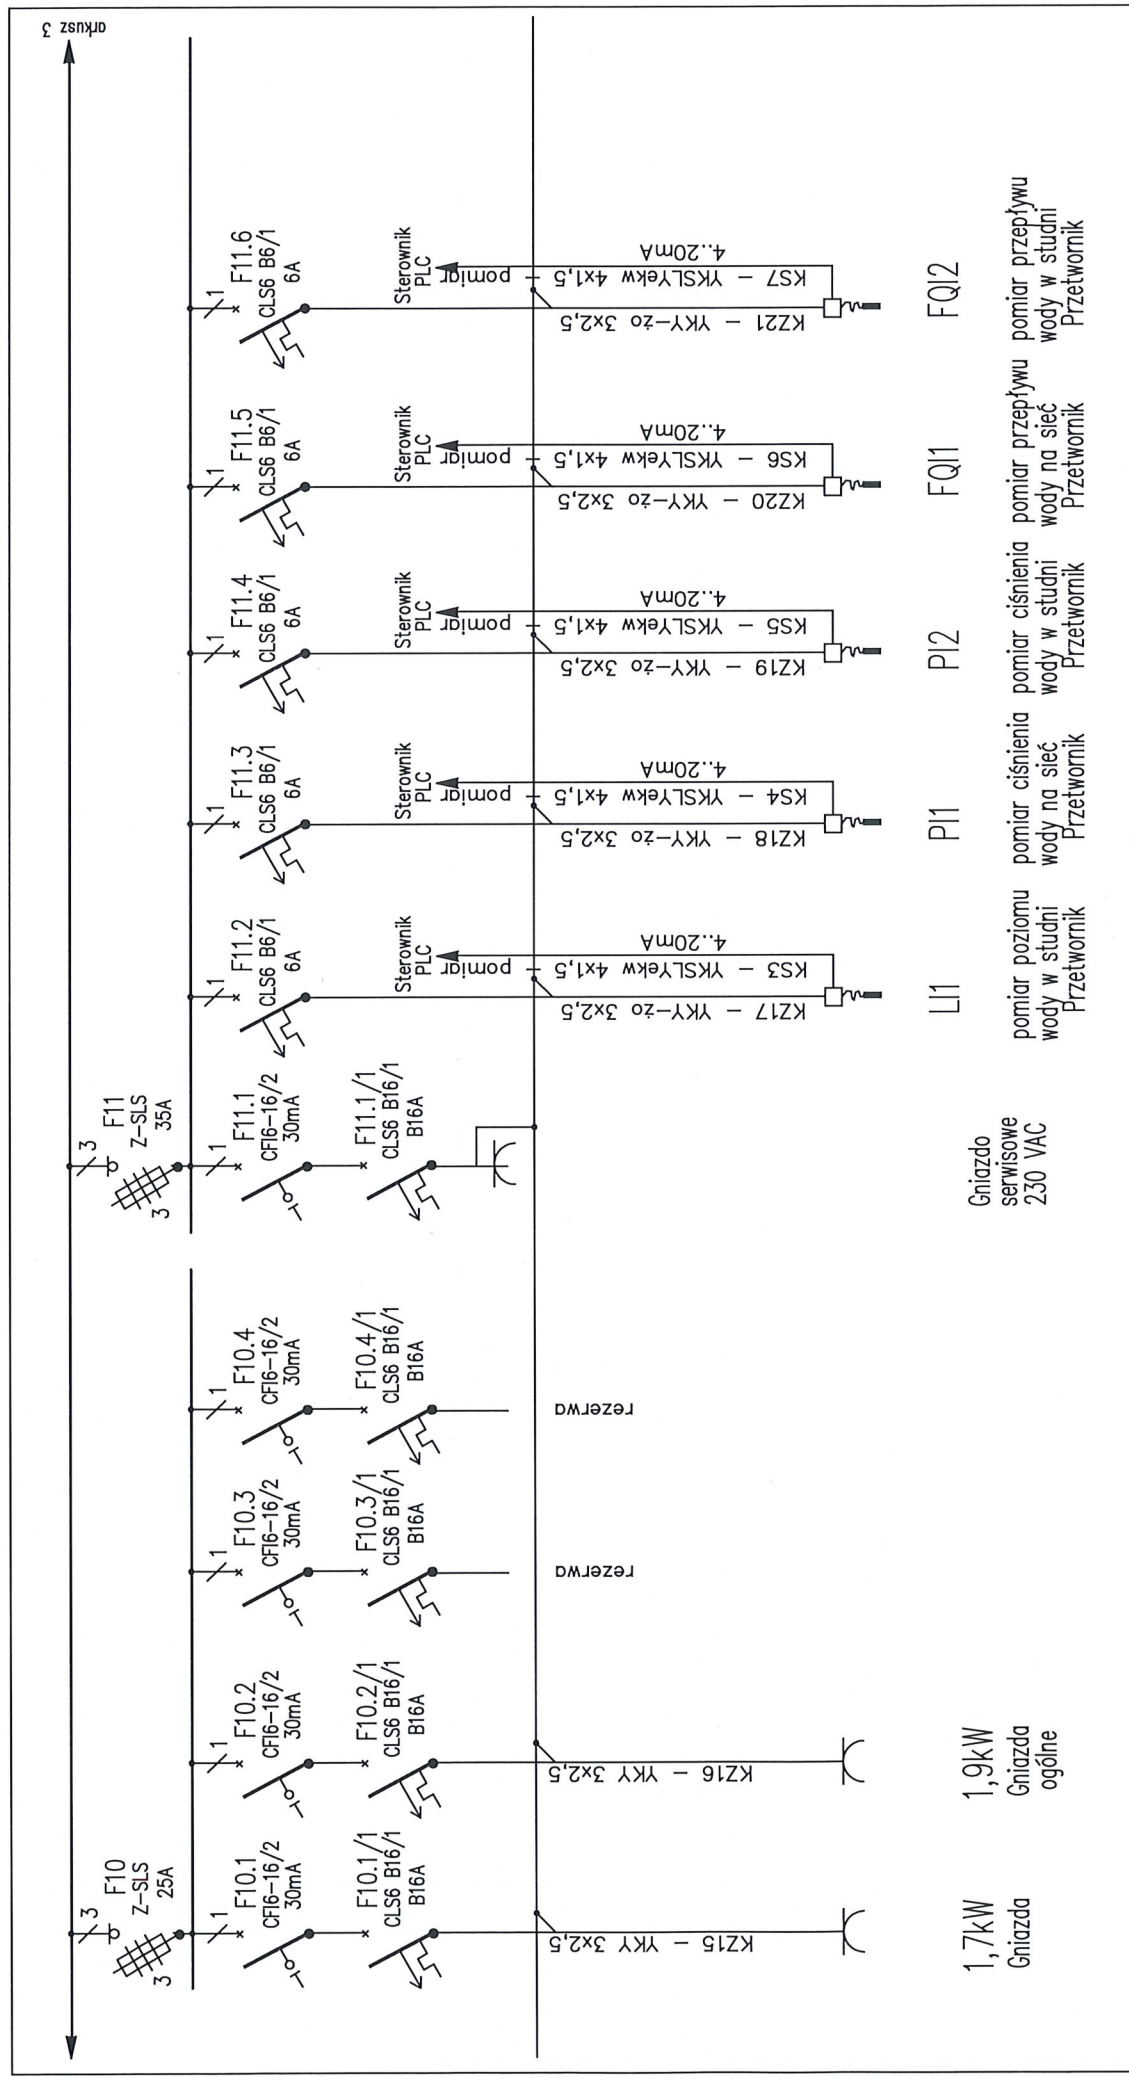 arkusz 3
3
F10
Z-SLS
25A
3
1
F10.1
CFI6-16/2
30mA
F10.1/1
CLS6 B16/1
B16A
KZ15 - YKY 3x2,5
1,7kW
Gniazda
1
F10.2
CFI6-16/2
30mA
F10.2/1
CLS6 B16/1
B16A
KZ16 - YKY 3x2,5
1,9kW
Gniazda
ogólne
1
F10.3
CFI6-16/2
30mA
F10.3/1
CLS6 B16/1
B16A
rezerwa
1
F10.4
CFI6-16/2
30mA
F10.4/1
CLS6 B16/1
B16A
rezerwa
3
F11
Z-SLS
35A
3
1
F11.1
CFI6-16/2
30mA
F11.1/1
CLS6 B16/1
B16A
Gniazdo
serwisowe
230 VAC
1
F11.2
CLS6 B6/1
6A
Sterownik
PLC
pomiar
KZ17 - YKY-żo 3x2,5
KS3 - YKSLYekw 4x1,5
4..20mA
LI1
pomiar poziomu
wody w studni
Przetwornik
1
F11.3
CLS6 B6/1
6A
Sterownik
PLC
pomiar
KZ18 - YKY-żo 3x2,5
KS4 - YKSLYekw 4x1,5
4..20mA
PI1
pomiar ciśnienia
wody na sieć
Przetwornik
1
F11.4
CLS6 B6/1
6A
Sterownik
PLC
pomiar
KZ19 - YKY-żo 3x2,5
KS5 - YKSLYekw 4x1,5
4..20mA
PI2
pomiar ciśnienia
wody w studni
Przetwornik
1
F11.5
CLS6 B6/1
6A
Sterownik
PLC
pomiar
KZ20 - YKY-żo 3x2,5
KS6 - YKSLYekw 4x1,5
4..20mA
FQI1
pomiar przepływu
wody na sieć
Przetwornik
1
F11.6
CLS6 B6/1
6A
Sterownik
PLC
pomiar
KZ21 - YKY-żo 3x2,5
KS7 - YKSLYekw 4x1,5
4..20mA
FQI2
pomiar przepływu
wody w studni
Przetwornik